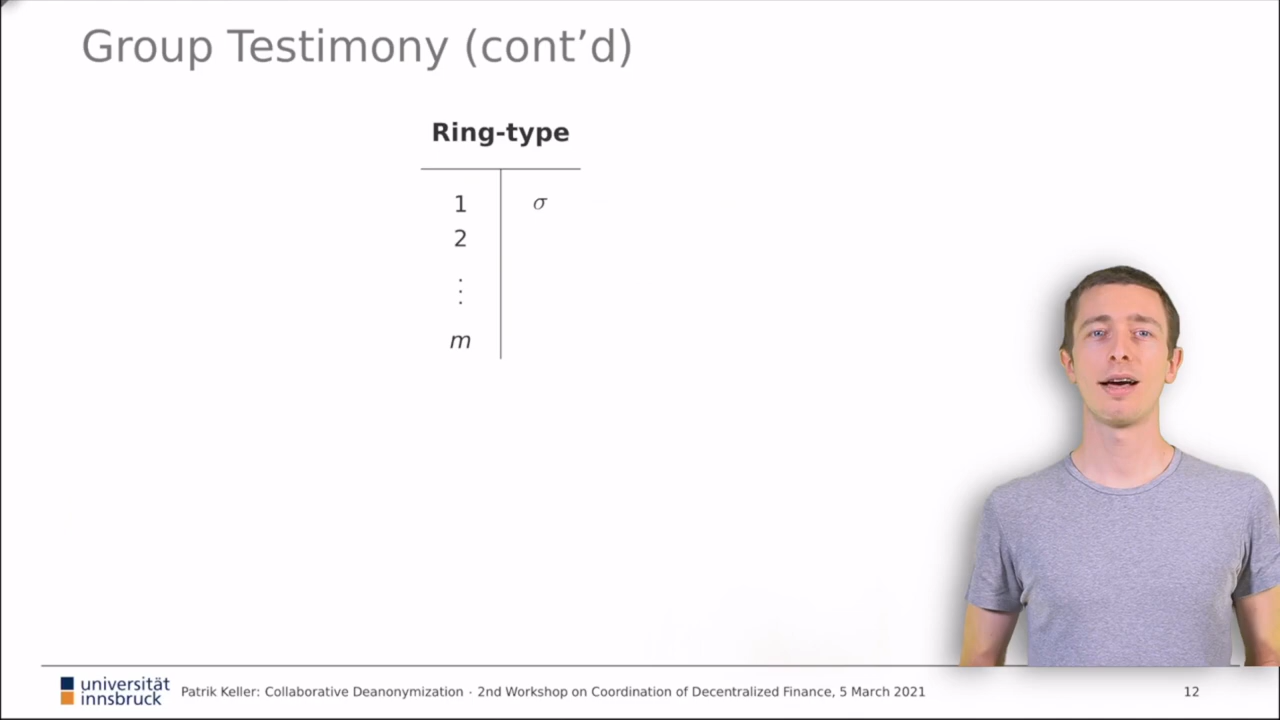 Group Testimony (cont’d)
Ring-type
1 σ
2
⋮
m
universität
innsbruck
Patrik Keller: Collaborative Deanonymization · 2nd Workshop on Coordination of Decentralized Finance, 5 March 2021
12